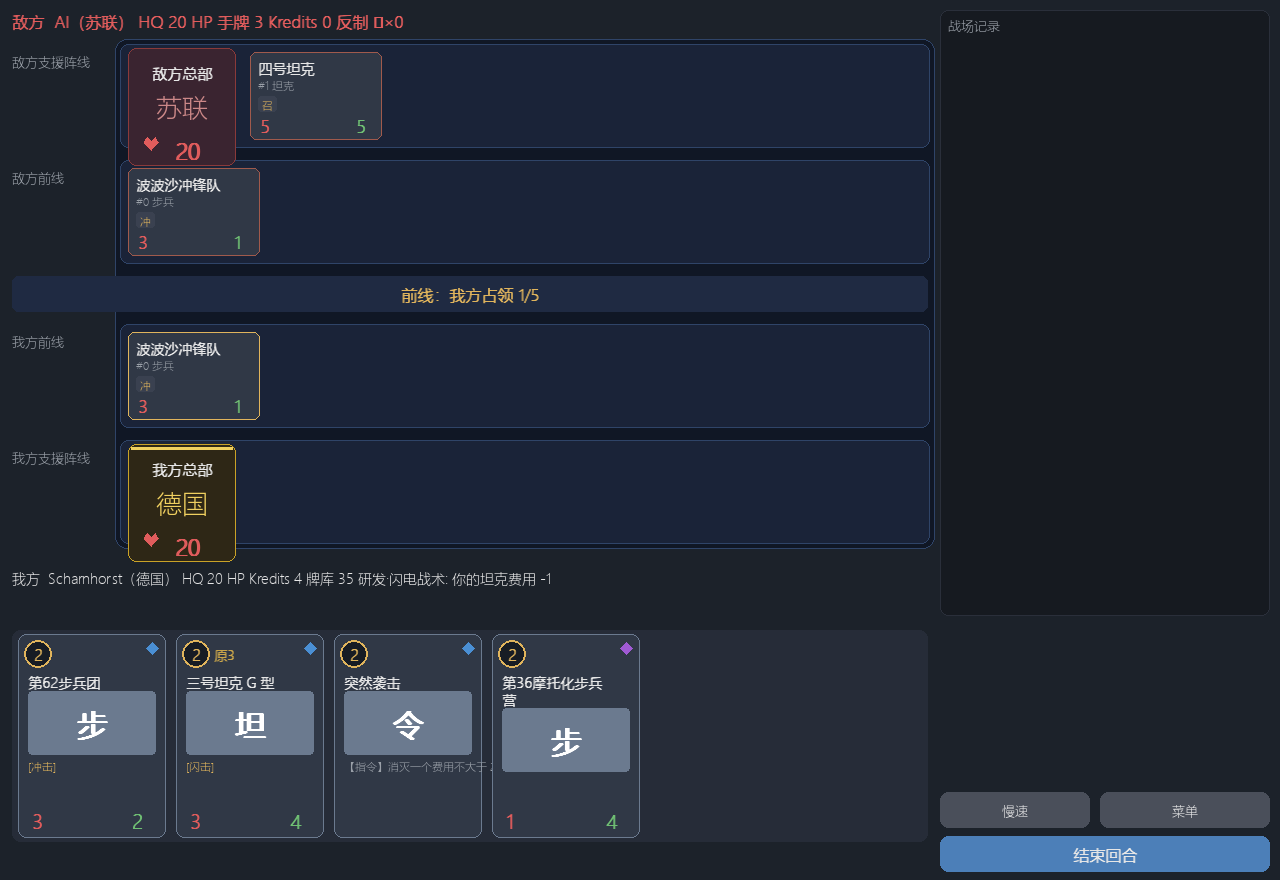 敌方 AI（苏联） HQ 20 HP 手牌 3 Kredits 0 反制 ×0
战场记录
敌方支援阵线
敌方总部
苏联
20
四号坦克
#1 坦克
召
5 5
敌方前线
波波沙冲锋队
#0 步兵
冲
3 1
前线：我方占领 1/5
我方前线
波波沙冲锋队
#0 步兵
冲
3 1
我方支援阵线
我方总部
德国
20
我方 Scharnhorst（德国） HQ 20 HP Kredits 4 牌库 35 研发·闪电战术: 你的坦克费用 -1
2
第62步兵团
步
[冲击]
3 2
2 原3
三号坦克 G 型
坦
[闪击]
3 4
2
突然袭击
令
【指令】消灭一个费用不大于
2
第36摩托化步兵
营
步
1 4
慢速
菜单
结束回合